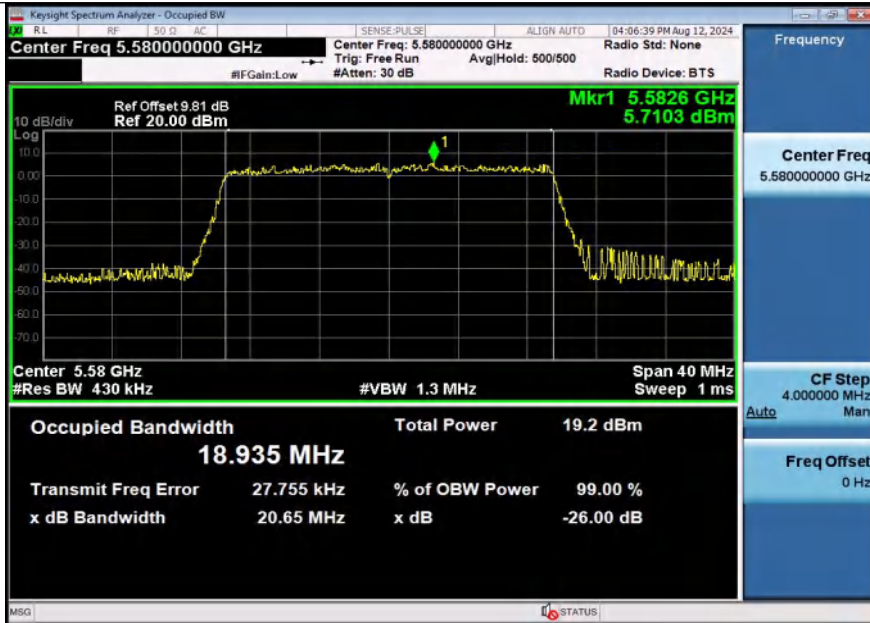 Keysight Spectrum Analyzer - Occupied BW
LXI RL RF 50 Ω AC SENSE:PULSE ALIGN AUTO 04:06:39 PM Aug 12, 2024
Center Freq 5.580000000 GHz
Center Freq: 5.580000000 GHz Radio Std: None
Trig: Free Run Avg|Hold: 500/500
#IFGain:Low #Atten: 30 dB Radio Device: BTS
Frequency
Mkr1 5.5826 GHz
5.7103 dBm
Ref Offset 9.81 dB
10 dB/div Ref 20.00 dBm
Log
10.0
0.00
-10.0
-20.0
-30.0
-40.0
-50.0
-60.0
-70.0
1
Center 5.58 GHz Span 40 MHz
#Res BW 430 kHz #VBW 1.3 MHz Sweep 1 ms
Center Freq
5.580000000 GHz
CF Step
4.000000 MHz
Auto Man
Freq Offset
0 Hz
Occupied Bandwidth Total Power 19.2 dBm
18.935 MHz
Transmit Freq Error 27.755 kHz % of OBW Power 99.00 %
x dB Bandwidth 20.65 MHz x dB -26.00 dB
MSG STATUS